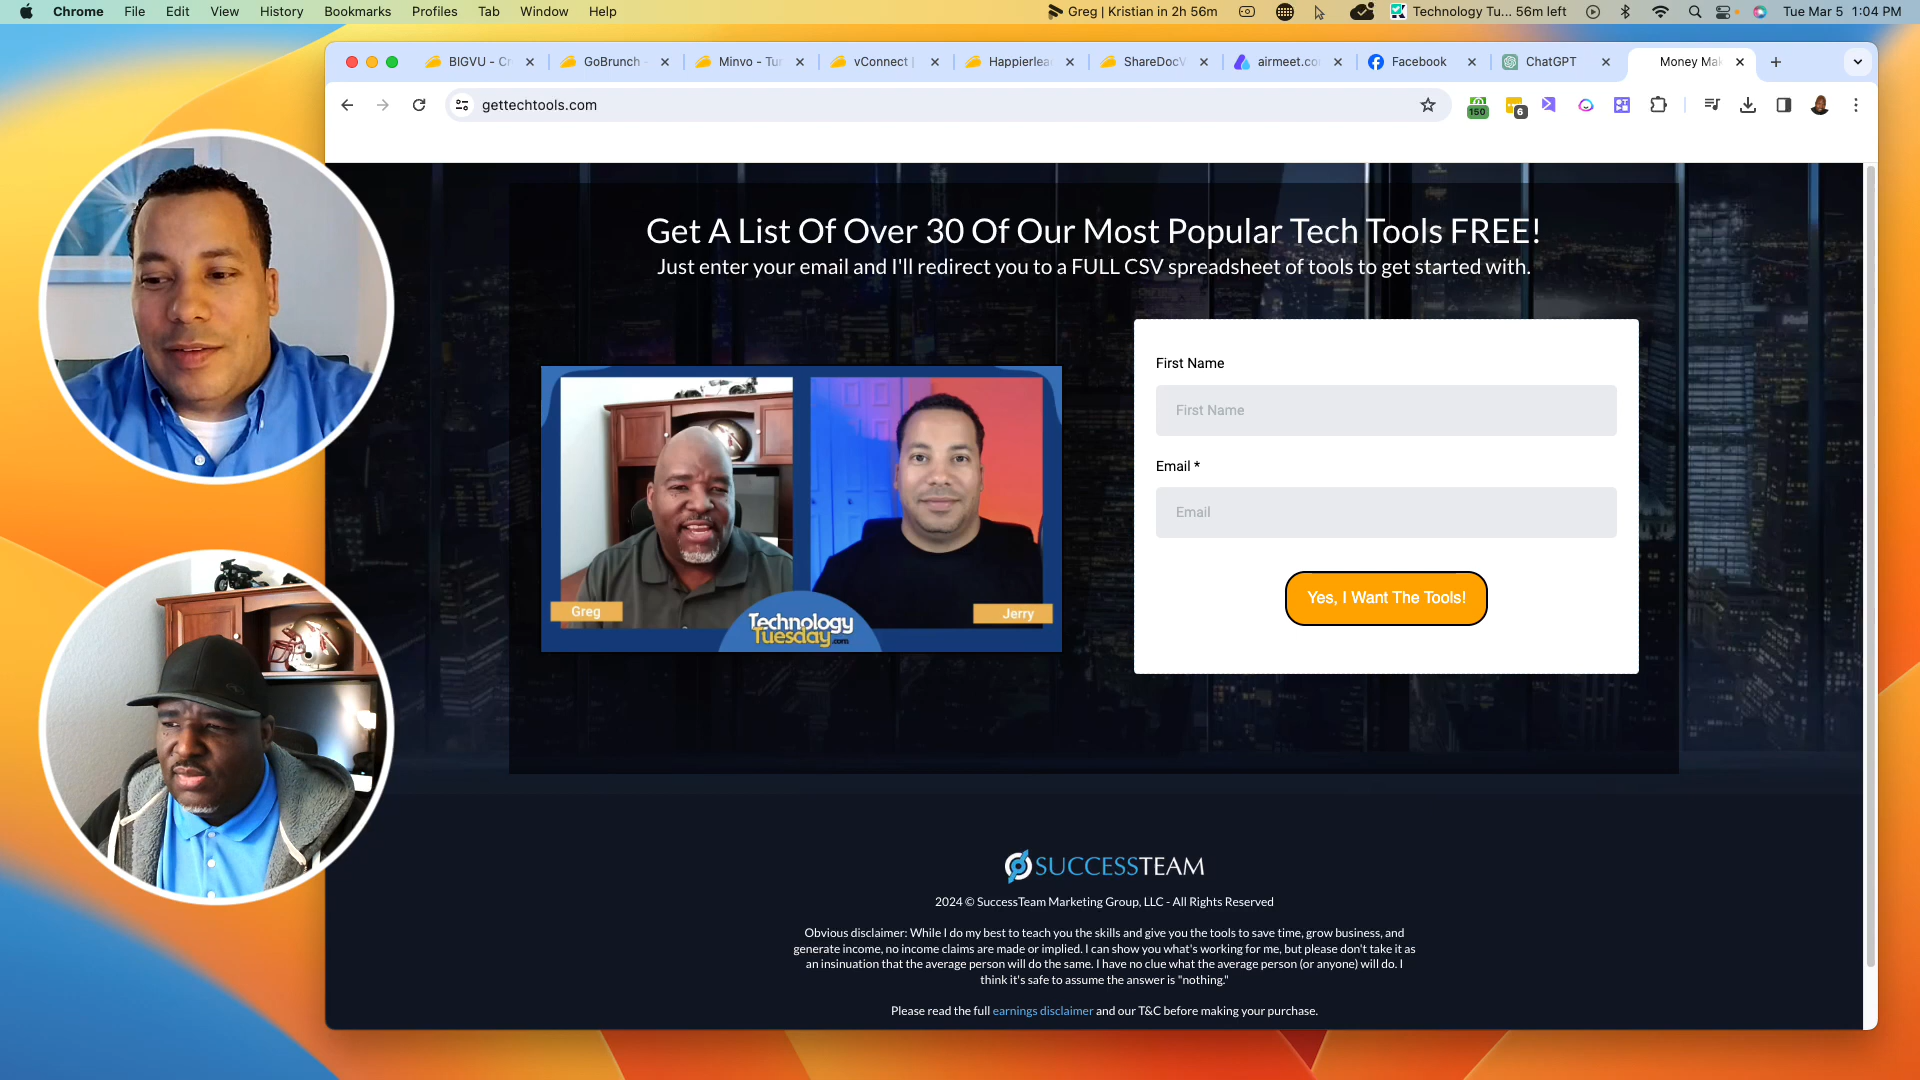 Chrome File Edit View History Bookmarks Profiles Tab Window Help
Greg | Kristian in 2h 56m
Technology Tu... 56m left
Tue Mar 5 1:04 PM
BIGVU - Cr
GoBrunch -
Minvo - Tur
vConnect |
Happierlea
ShareDocV
airmeet.co
Facebook
ChatGPT
Money Mak
gettechtools.com
150
6
Get A List Of Over 30 Of Our Most Popular Tech Tools FREE!
Just enter your email and I'll redirect you to a FULL CSV spreadsheet of tools to get started with.
Greg
Jerry
Technology
Tuesday.com
First Name
First Name
Email *
Email
Yes, I Want The Tools!
SUCCESSTEAM
2024 © SuccessTeam Marketing Group, LLC - All Rights Reserved
Obvious disclaimer: While I do my best to teach you the skills and give you the tools to save time, grow business, and
generate income, no income claims are made or implied. I can show you what's working for me, but please don't take it as
an insinuation that the average person will do the same. I have no clue what the average person (or anyone) will do. I
think it's safe to assume the answer is "nothing."
Please read the full earnings disclaimer and our T&C before making your purchase.